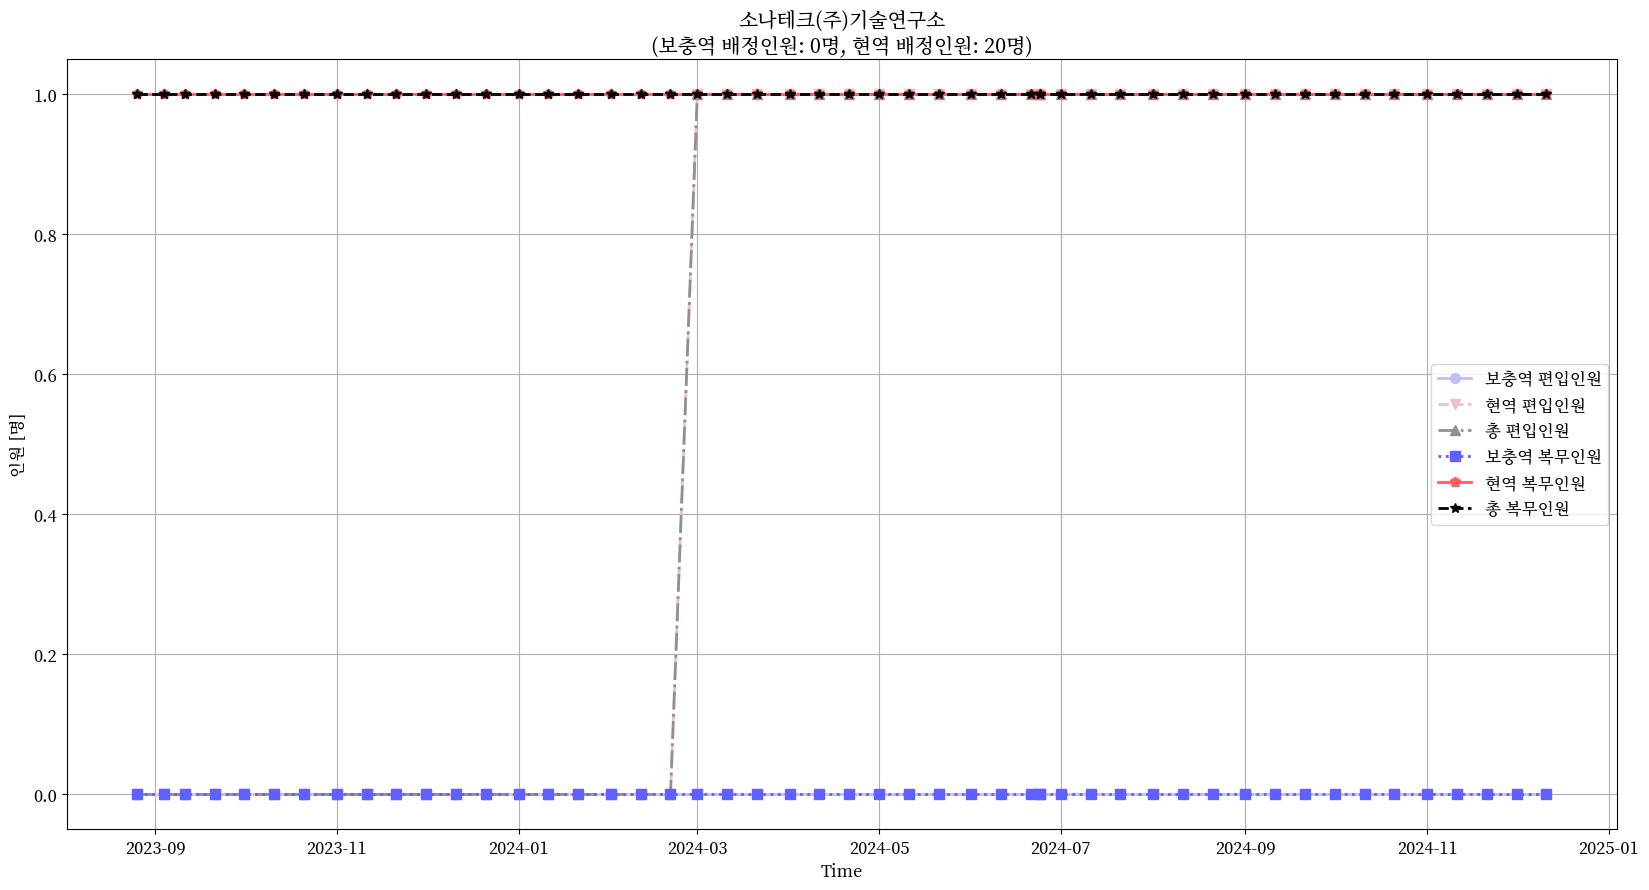 소나테크(주)기술연구소
(보충역 배정인원: 0명, 현역 배정인원: 20명)
1.0
0.8
0.6
0.4
0.2
0.0
인원 [명]
보충역 편입인원
현역 편입인원
총 편입인원
보충역 복무인원
현역 복무인원
총 복무인원
2023-09
2023-11
2024-01
2024-03
2024-05
2024-07
2024-09
2024-11
2025-01
Time